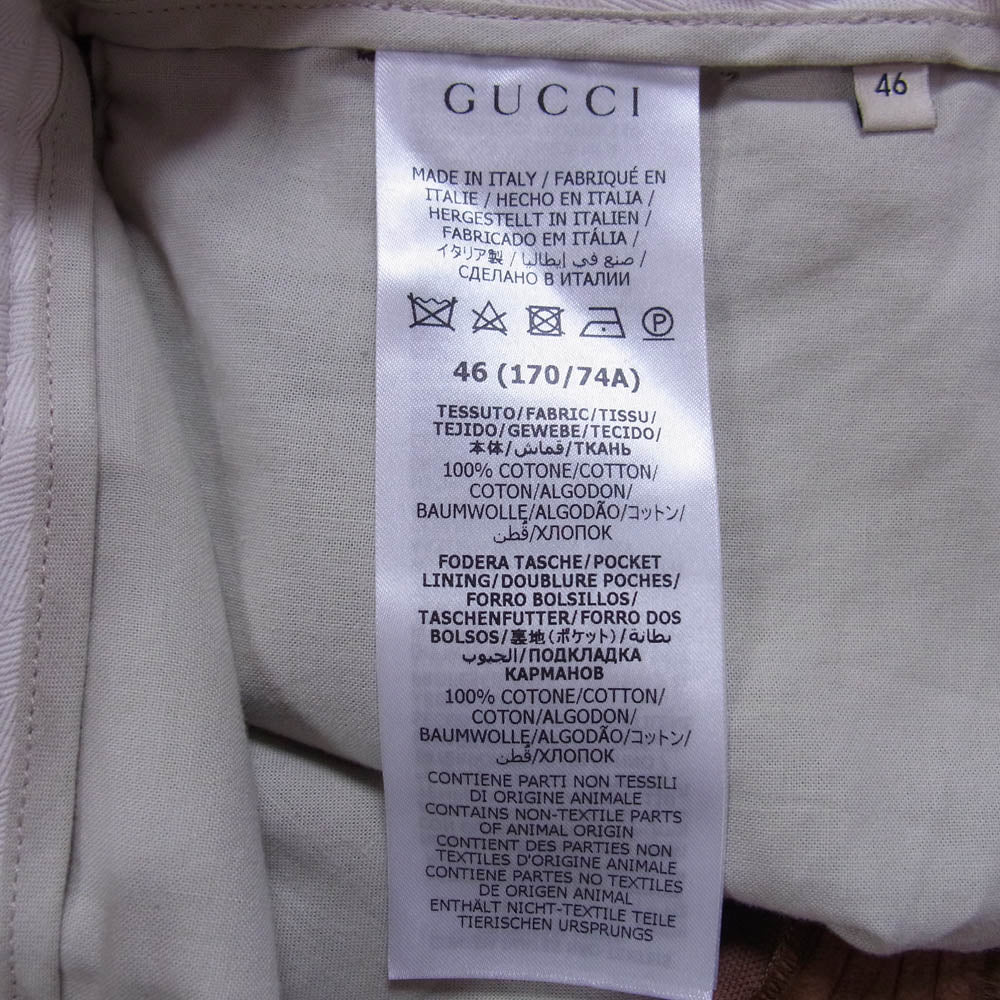 GUCCI
46
MADE IN ITALY / FABRIQUÉ EN
ITALIE / HECHO EN ITALIA /
HERGESTELLT IN ITALIEN /
FABRICADO EM ITÁLIA /
イタリア製 / صنع في إيطاليا /
СДЕЛАНО В ИТАЛИИ
P
46 (170/74A)
TESSUTO/FABRIC/TISSU/
TEJIDO/GEWEBE/TECIDO/
本体/قماش/ТКАНЬ
100% COTONE/COTTON/
COTON/ALGODON/
BAUMWOLLE/ALGODÃO/コットン/
قُطن/ХЛОПОК
FODERA TASCHE/POCKET
LINING/DOUBLURE POCHES/
FORRO BOLSILLOS/
TASCHENFUTTER/FORRO DOS
BOLSOS/裏地(ポケット)/بطانة
الجيوب/ПОДКЛАДКА
КАРМАНОВ
100% COTONE/COTTON/
COTON/ALGODON/
BAUMWOLLE/ALGODÃO/コットン/
قُطن/ХЛОПОК
CONTIENE PARTI NON TESSILI
DI ORIGINE ANIMALE
CONTAINS NON-TEXTILE PARTS
OF ANIMAL ORIGIN
CONTIENT DES PARTIES NON
TEXTILES D'ORIGINE ANIMALE
CONTIENE PARTES NO TEXTILES
DE ORIGEN ANIMAL
ENTHÄLT NICHT-TEXTILE TEILE
TIERISCHEN URSPRUNGS